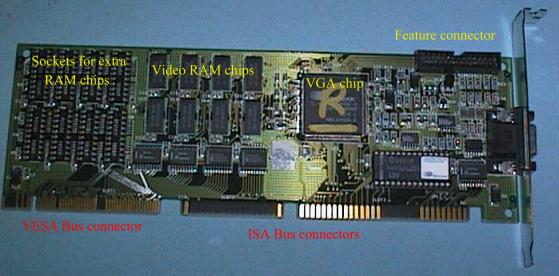 Feature connector
Sockets for extra
RAM chips
Video RAM chips
VGA chip
R
VESA Bus connector
ISA Bus connectors